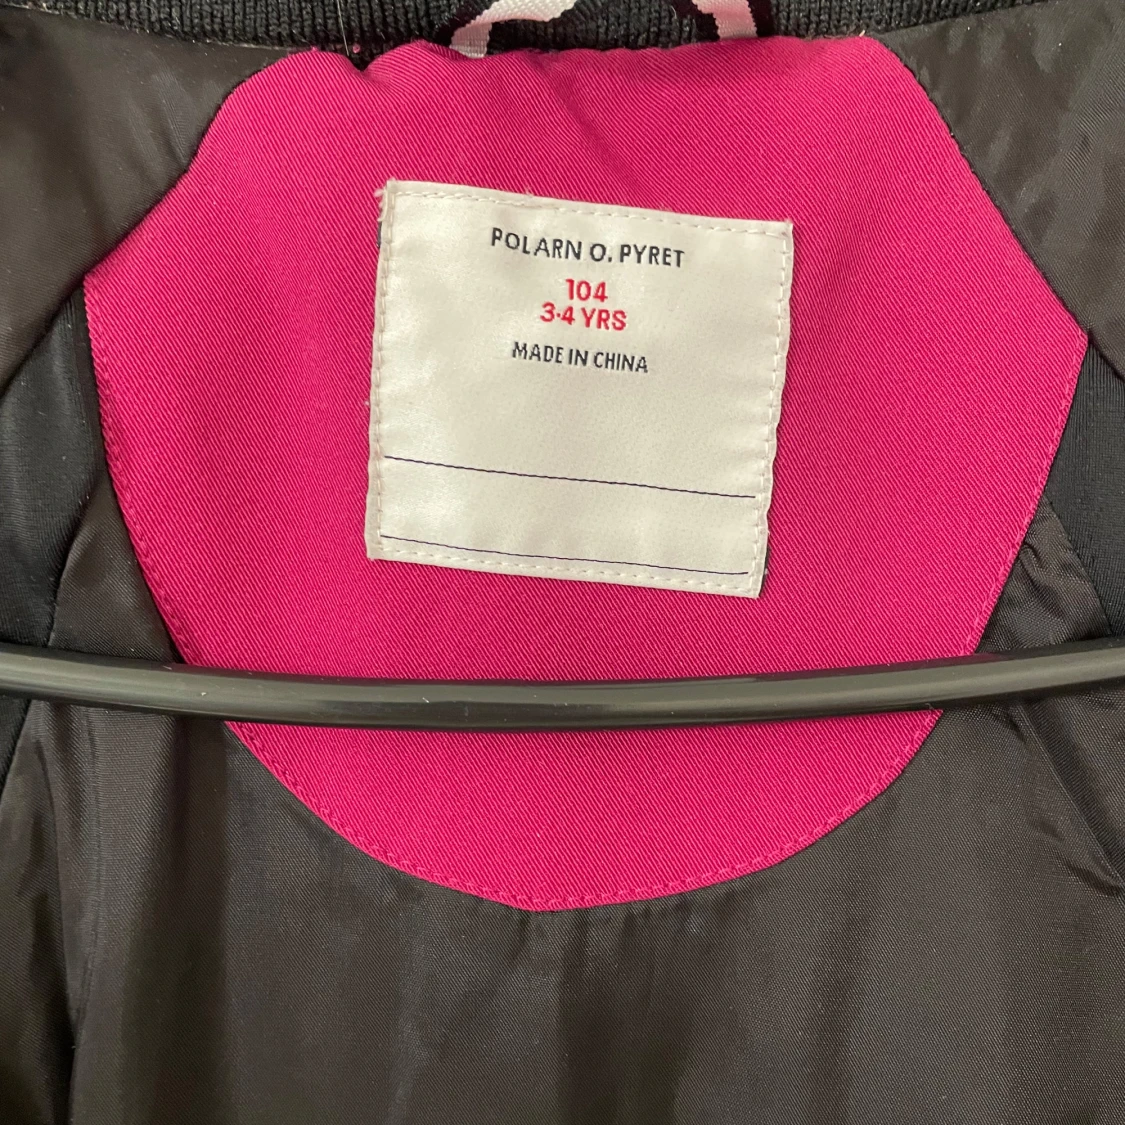 POLARN O. PYRET
104
3-4 YRS
MADE IN CHINA